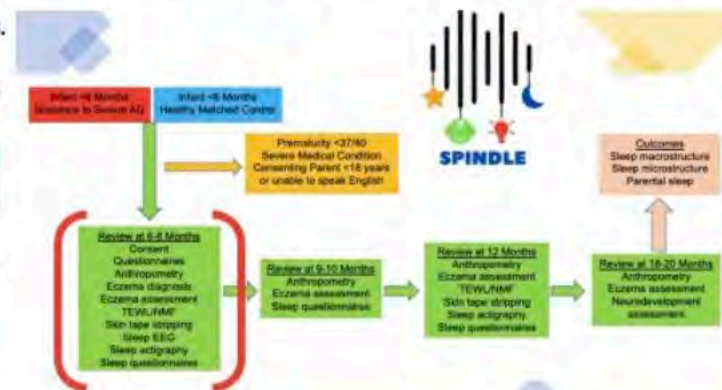 Infant <6 Months
Moderate to Severe AD
Infant <6 Months
Healthy Matched Control
Prematurity <37/40
Severe Medical Condition
Consenting Parent <18 years
or unable to speak English
SPINDLE
Outcomes
Sleep macrostructure
Sleep microstructure
Parental sleep
Review at 6-8 Months
Consent
Questionnaires
Anthropometry
Eczema diagnosis
Eczema assessment
TEWL/NMF
Skin tape stripping
Sleep EEG
Sleep actigraphy
Sleep questionnaires
Review at 9-10 Months
Anthropometry
Eczema assessment
Sleep questionnaires
Review at 12 Months
Anthropometry
Eczema assessment
TEWL/NMF
Skin tape stripping
Sleep actigraphy
Sleep questionnaires
Review at 18-20 Months
Anthropometry
Eczema assessment
Neurodevelopment
assessment